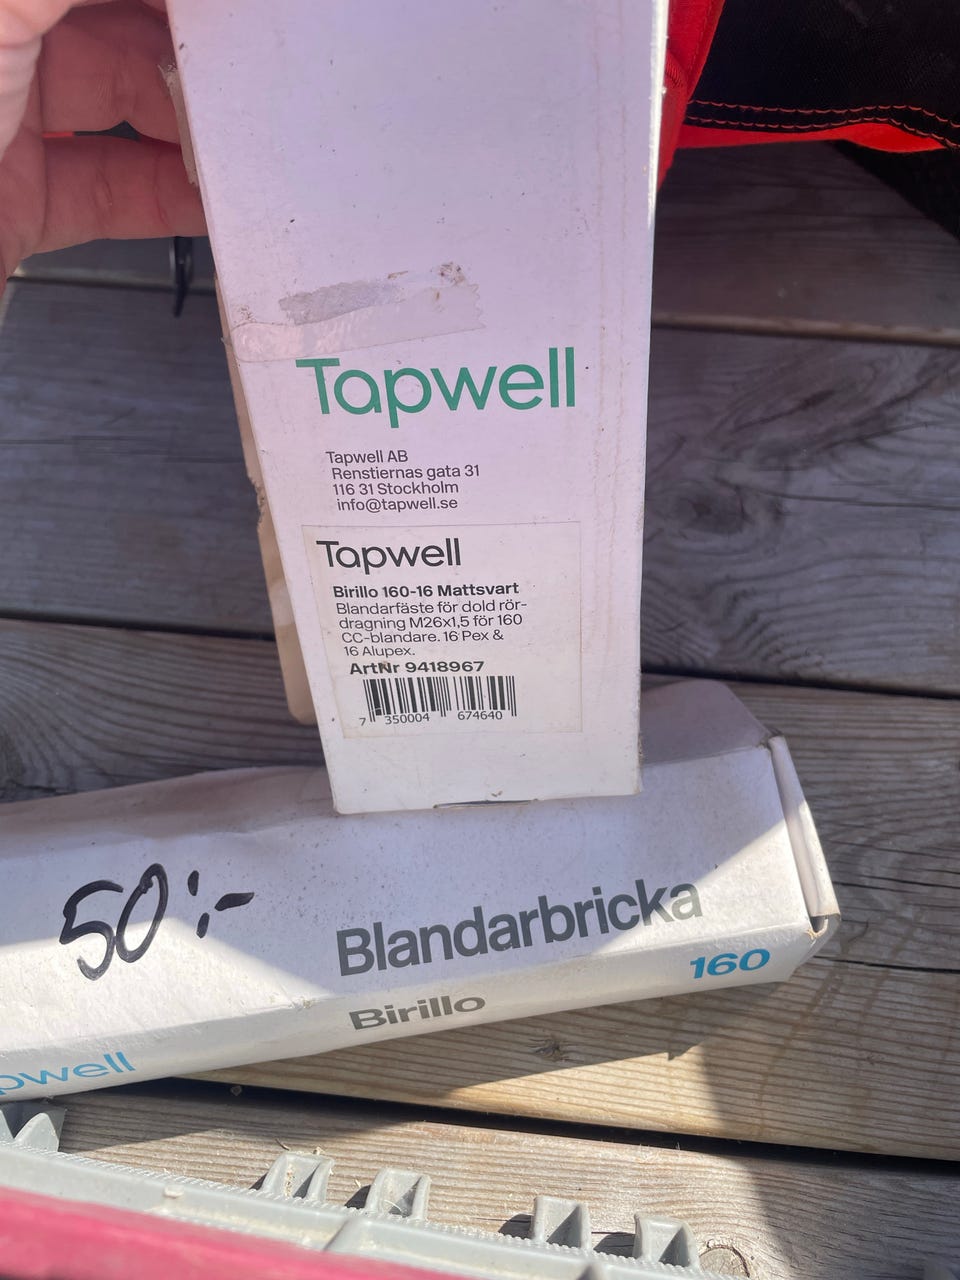 Tapwell
Tapwell AB
Renstiernas gata 31
116 31 Stockholm
info@tapwell.se
Tapwell
Birillo 160-16 Mattsvart
Blandarfäste för dold rör-
dragning M26x1,5 för 160
CC-blandare. 16 Pex &
16 Alupex.
ArtNr 9418967
7 350004 674640
50:-
Blandarbricka
160
Birillo
pwell